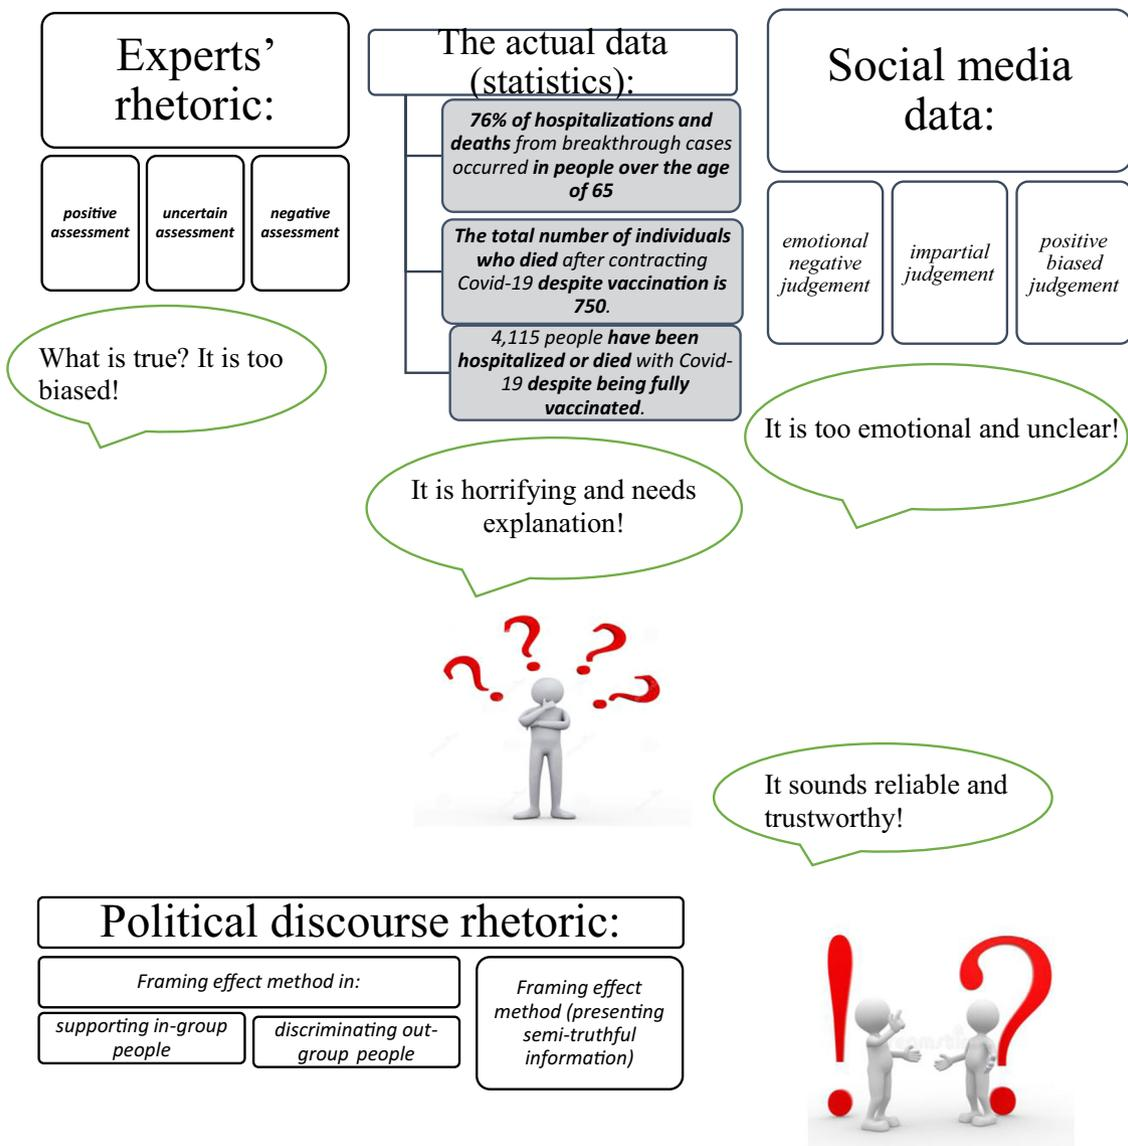 Experts’
rhetoric:
positive
assessment
uncertain
assessment
negative
assessment
What is true? It is too
biased!
The actual data
(statistics):
76% of hospitalizations and
deaths from breakthrough cases
occurred in people over the age
of 65
The total number of individuals
who died after contracting
Covid-19 despite vaccination is
750.
4,115 people have been
hospitalized or died with Covid-
19 despite being fully
vaccinated.
It is horrifying and needs
explanation!
Social media
data:
emotional
negative
judgement
impartial
judgement
positive
biased
judgement
It is too emotional and unclear!
It sounds reliable and
trustworthy!
Political discourse rhetoric:
Framing effect method in:
supporting in-group
people
discriminating out-
group people
Framing effect
method (presenting
semi-truthful
information)